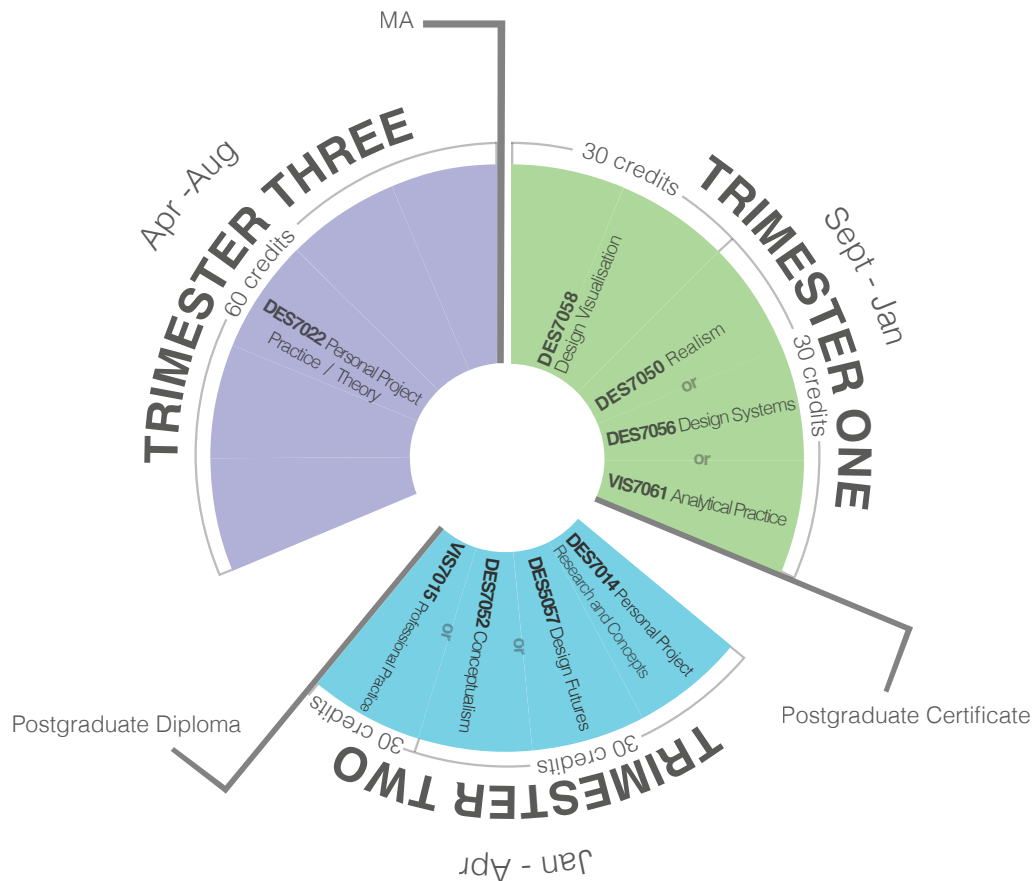 MA
TRIMESTER ONE
Sept - Jan
30 credits
DES7058
Design Visualisation
30 credits
DES7050 Realism
or
DES7056 Design Systems
or
VIS7061 Analytical Practice
Postgraduate Certificate
TRIMESTER TWO
Jan - Apr
30 credits
DES7014 Personal Project
Research and Concepts
DES5057 Design Futures
or
DES7052 Conceptualism
or
VIS7015 Professional Practice
30 credits
Postgraduate Diploma
TRIMESTER THREE
Apr -Aug
60 credits
DES7022 Personal Project
Practice / Theory